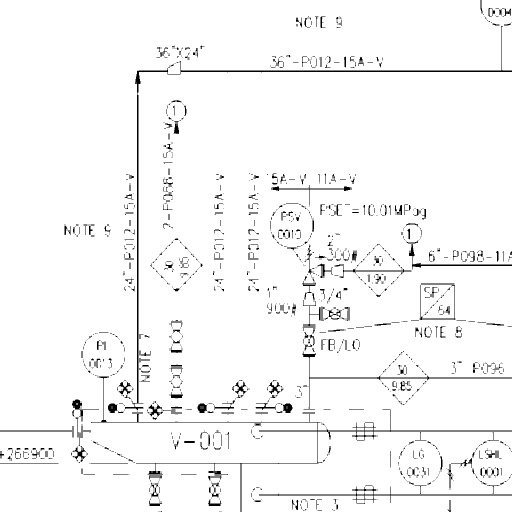 NOTE 9
36"X24"
36"-P012-15A-V
1
2"-P088-15A-V
24"-P012-15A-V
24"-P012-15A-V
24"-P012-15A-V
15A-V 11A-V
PSV
0010
PSET=10.01MPag
NOTE 9
30
9.85
2"
300#
30
1.90
1
6"-P098-11A
1"
900#
3/4"
SP
64
NOTE 8
FB/LO
PI
0013
NOTE 7
3"
30
9.85
3" P096
V-001
+266900
LG
0031
LSHL
0001
NOTE 3